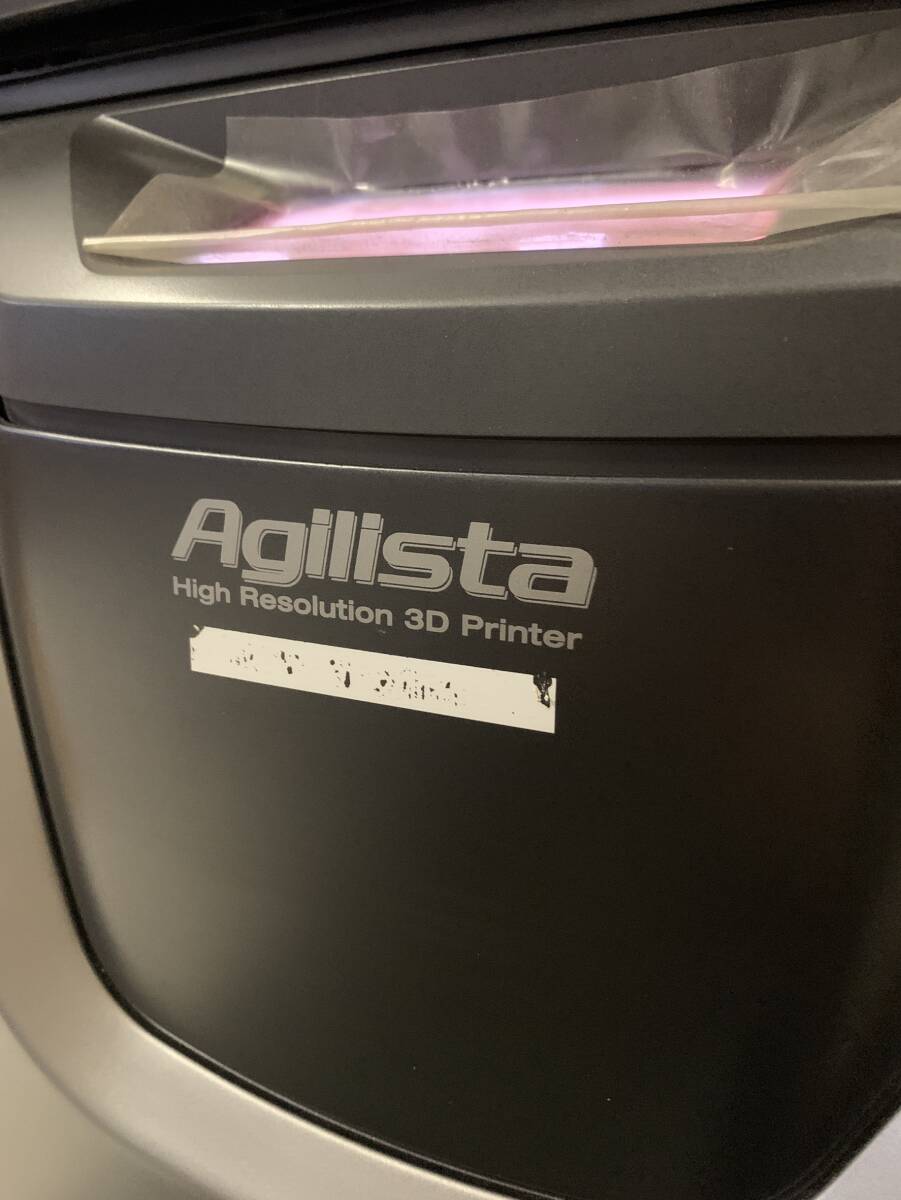 Agilista
High Resolution 3D Printer